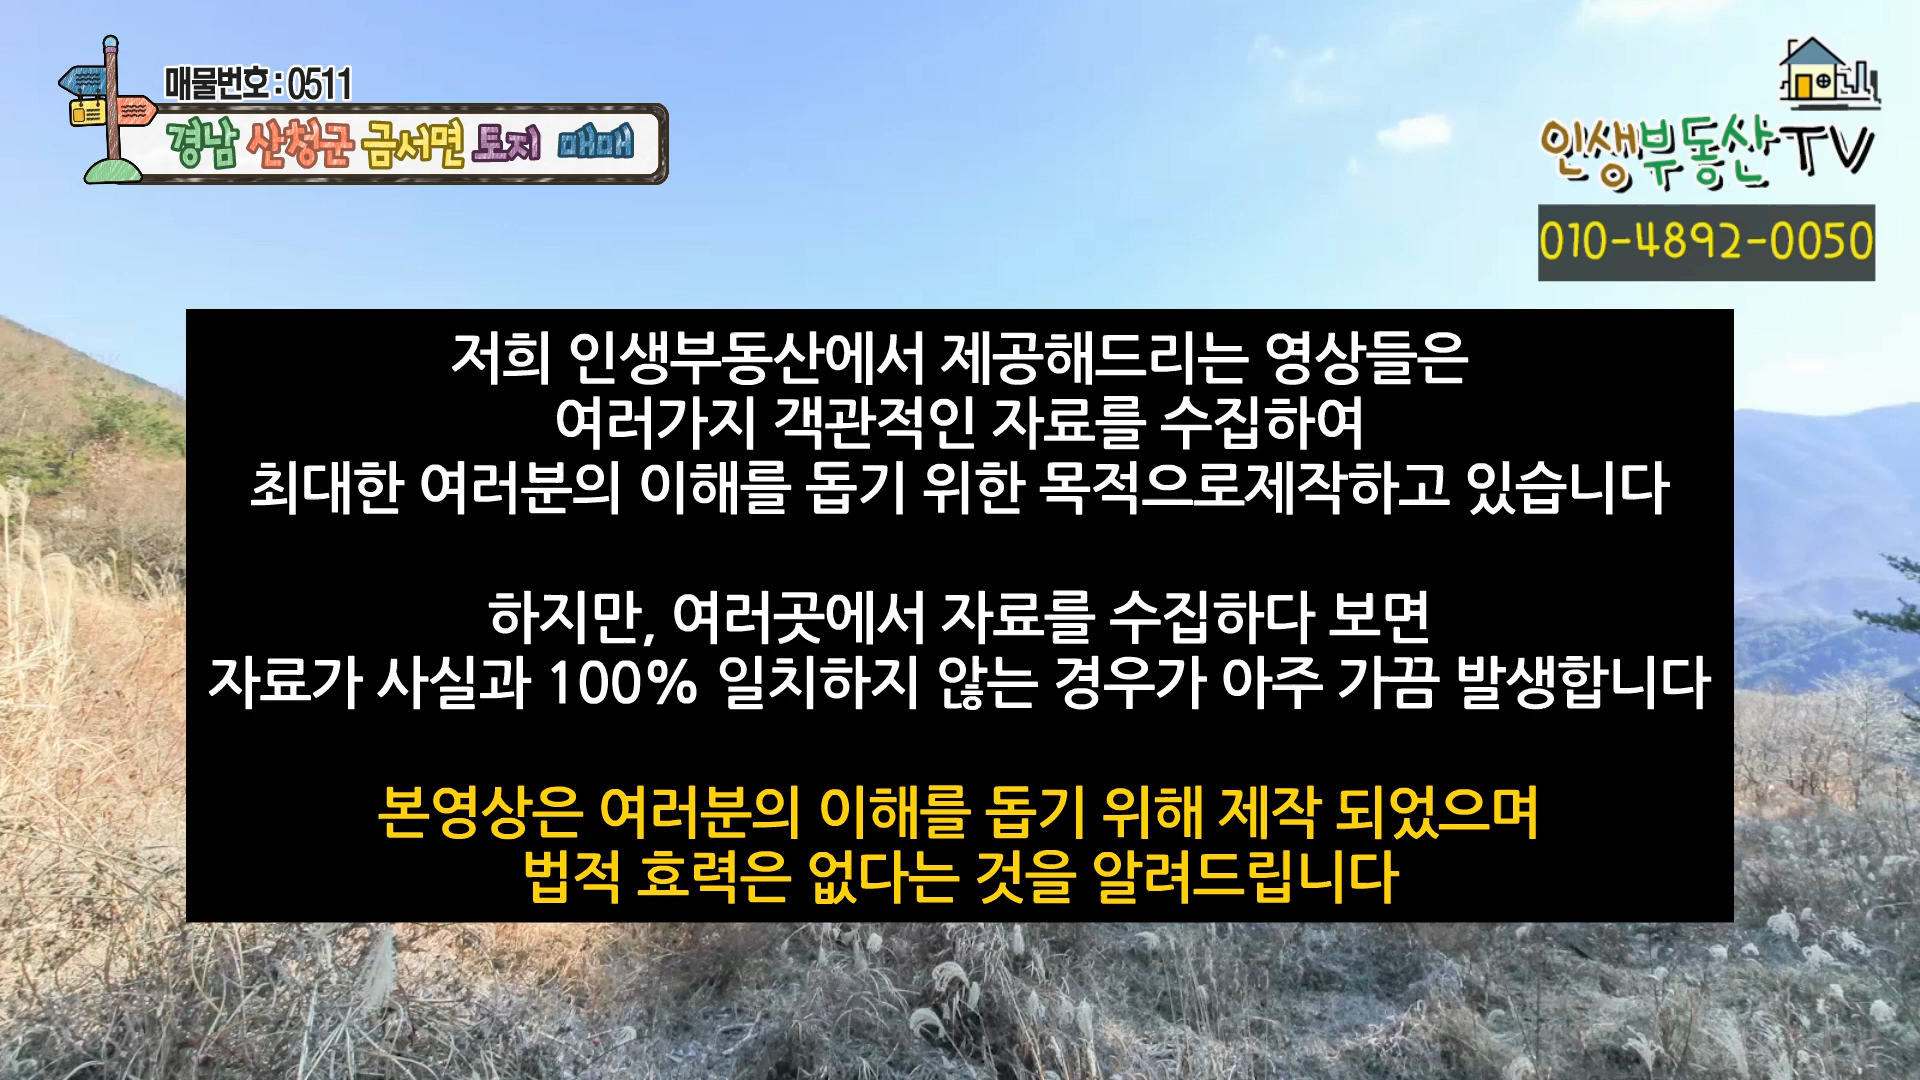 매물번호 : 0511
경남 산청군 금서면 토지 매매
인생부동산TV
010-4892-0050
저희 인생부동산에서 제공해드리는 영상들은
여러가지 객관적인 자료를 수집하여
최대한 여러분의 이해를 돕기 위한 목적으로제작하고 있습니다
하지만, 여러곳에서 자료를 수집하다 보면
자료가 사실과 100% 일치하지 않는 경우가 아주 가끔 발생합니다
본영상은 여러분의 이해를 돕기 위해 제작 되었으며
법적 효력은 없다는 것을 알려드립니다